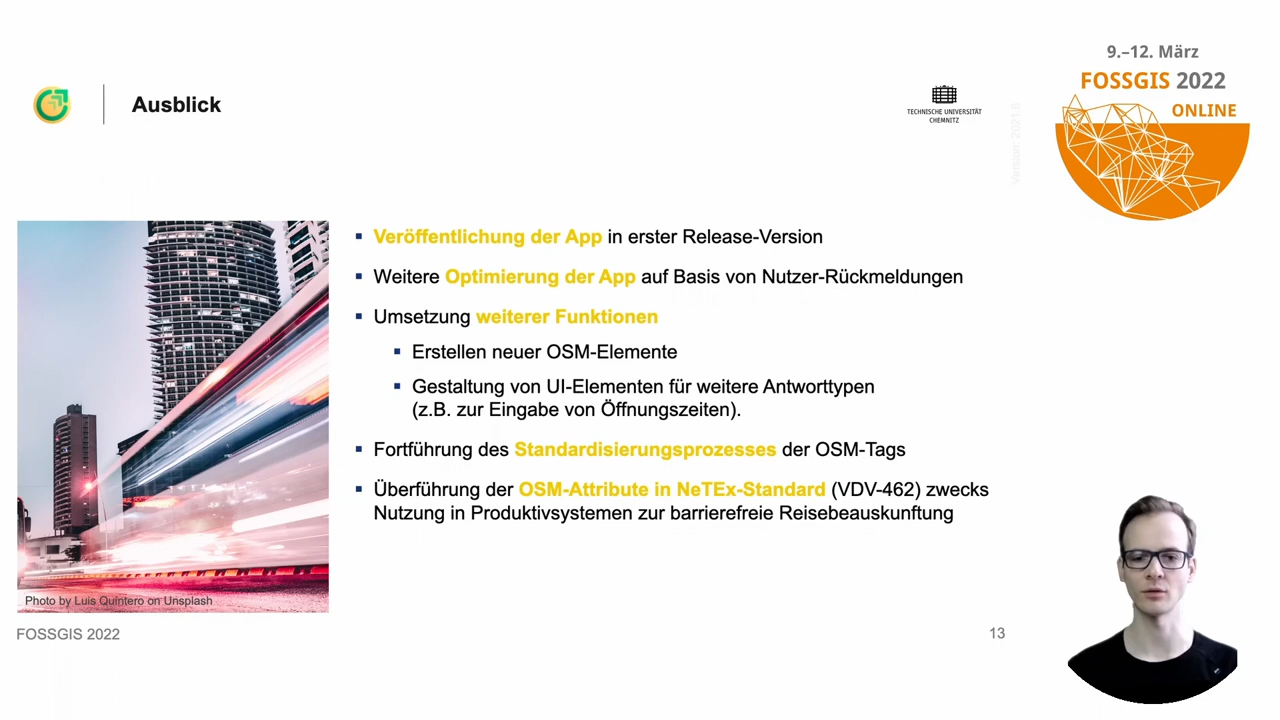 9.–12. März
FOSSGIS 2022
ONLINE
Ausblick
TECHNISCHE UNIVERSITÄT
CHEMNITZ
Version: 2021.6
▪ Veröffentlichung der App in erster Release-Version
▪ Weitere Optimierung der App auf Basis von Nutzer-Rückmeldungen
▪ Umsetzung weiterer Funktionen
▪ Erstellen neuer OSM-Elemente
▪ Gestaltung von UI-Elementen für weitere Antworttypen
(z.B. zur Eingabe von Öffnungszeiten).
▪ Fortführung des Standardisierungsprozesses der OSM-Tags
▪ Überführung der OSM-Attribute in NeTEx-Standard (VDV-462) zwecks
Nutzung in Produktivsystemen zur barrierefreie Reisebeauskunftung
Photo by Luis Quintero on Unsplash
FOSSGIS 2022
13